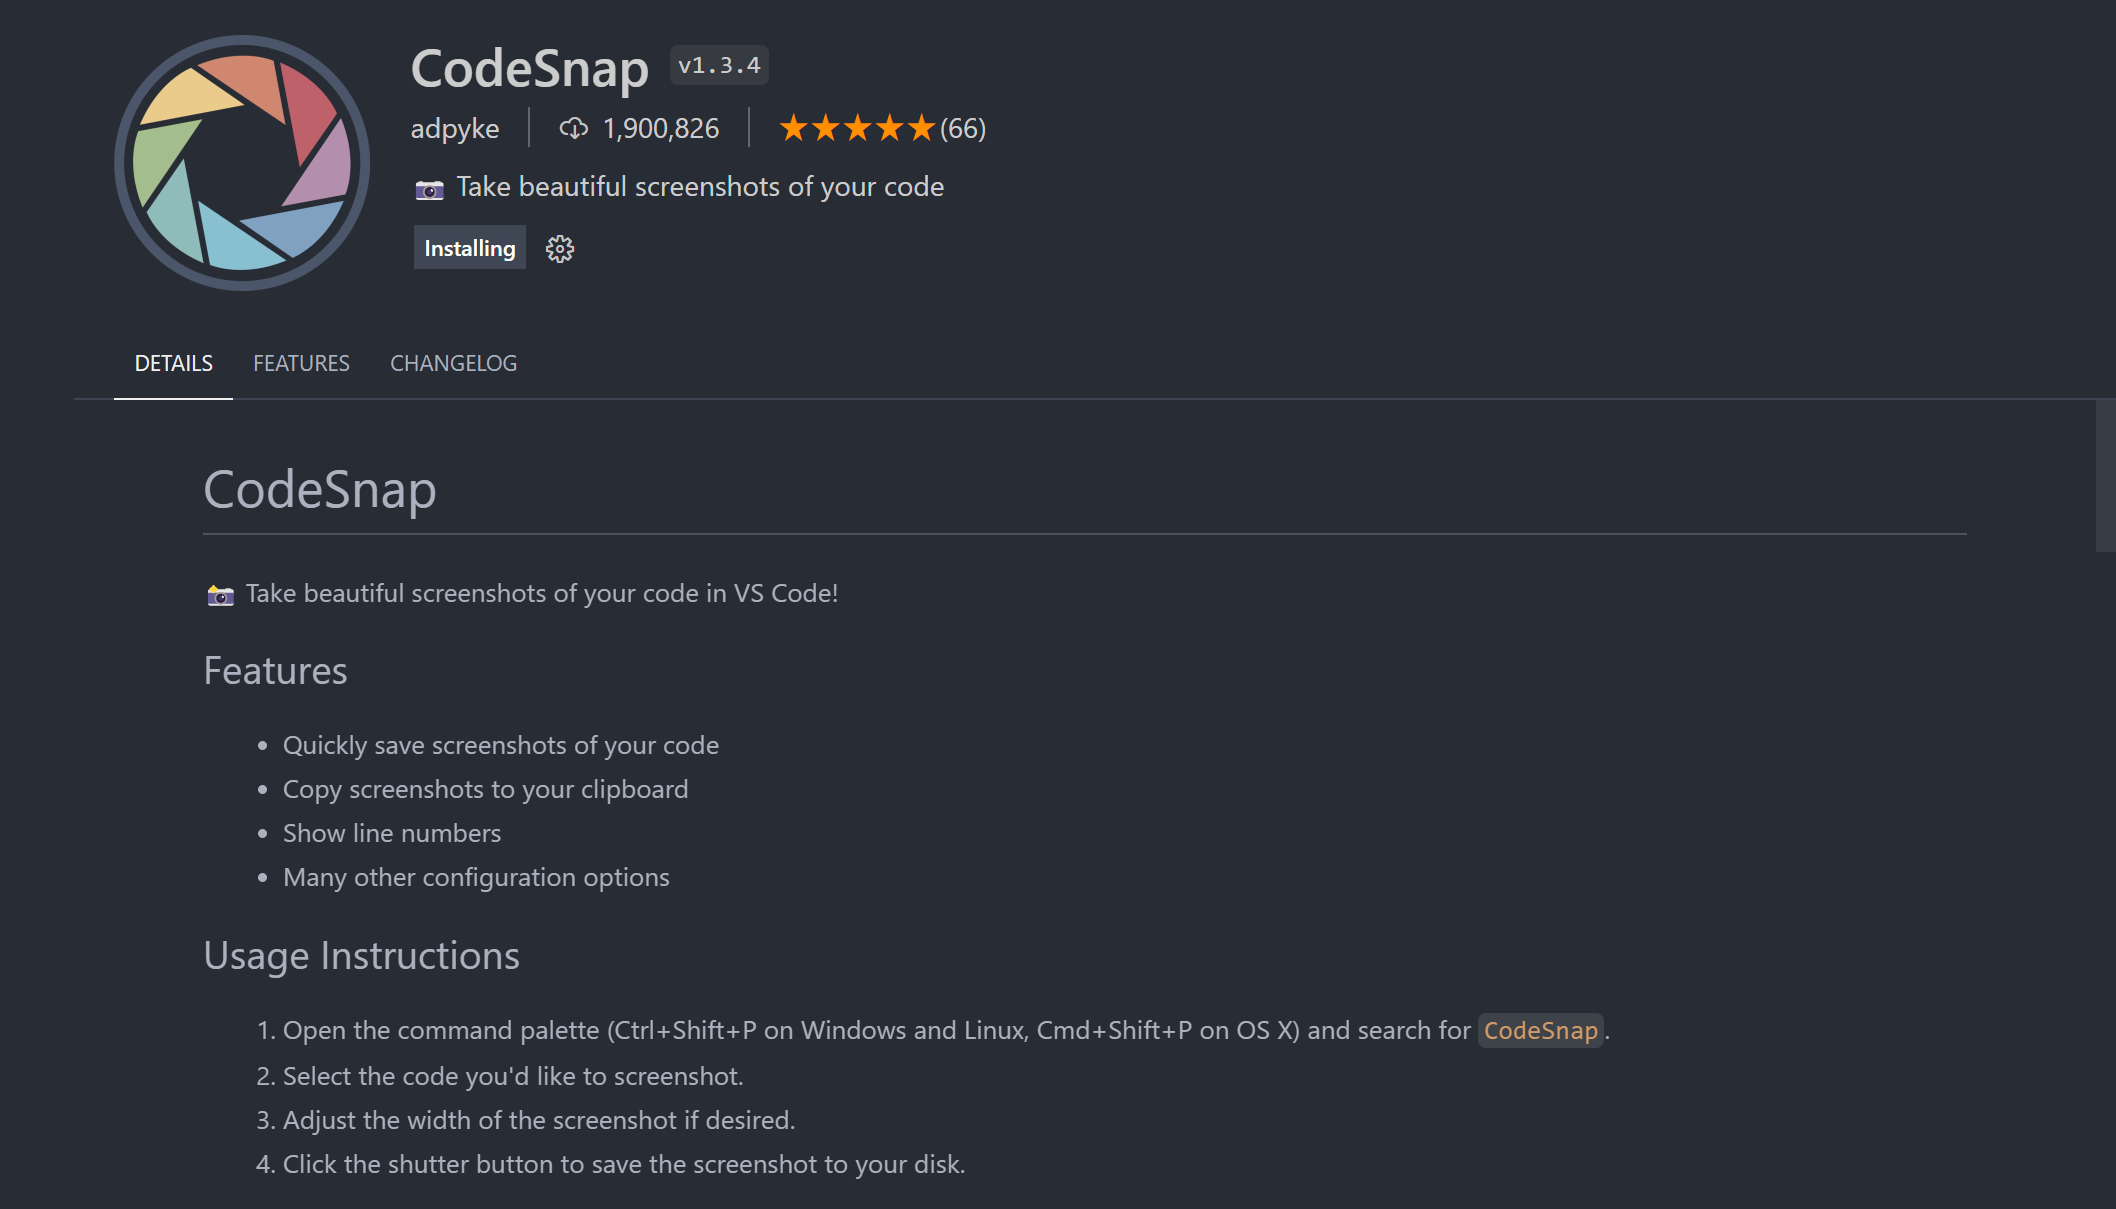 CodeSnap v1.3.4
adpyke 1,900,826 ★★★★★(66)
📷 Take beautiful screenshots of your code
Installing
DETAILS FEATURES CHANGELOG
CodeSnap
📸 Take beautiful screenshots of your code in VS Code!
Features
• Quickly save screenshots of your code
• Copy screenshots to your clipboard
• Show line numbers
• Many other configuration options
Usage Instructions
1. Open the command palette (Ctrl+Shift+P on Windows and Linux, Cmd+Shift+P on OS X) and search for CodeSnap.
2. Select the code you'd like to screenshot.
3. Adjust the width of the screenshot if desired.
4. Click the shutter button to save the screenshot to your disk.